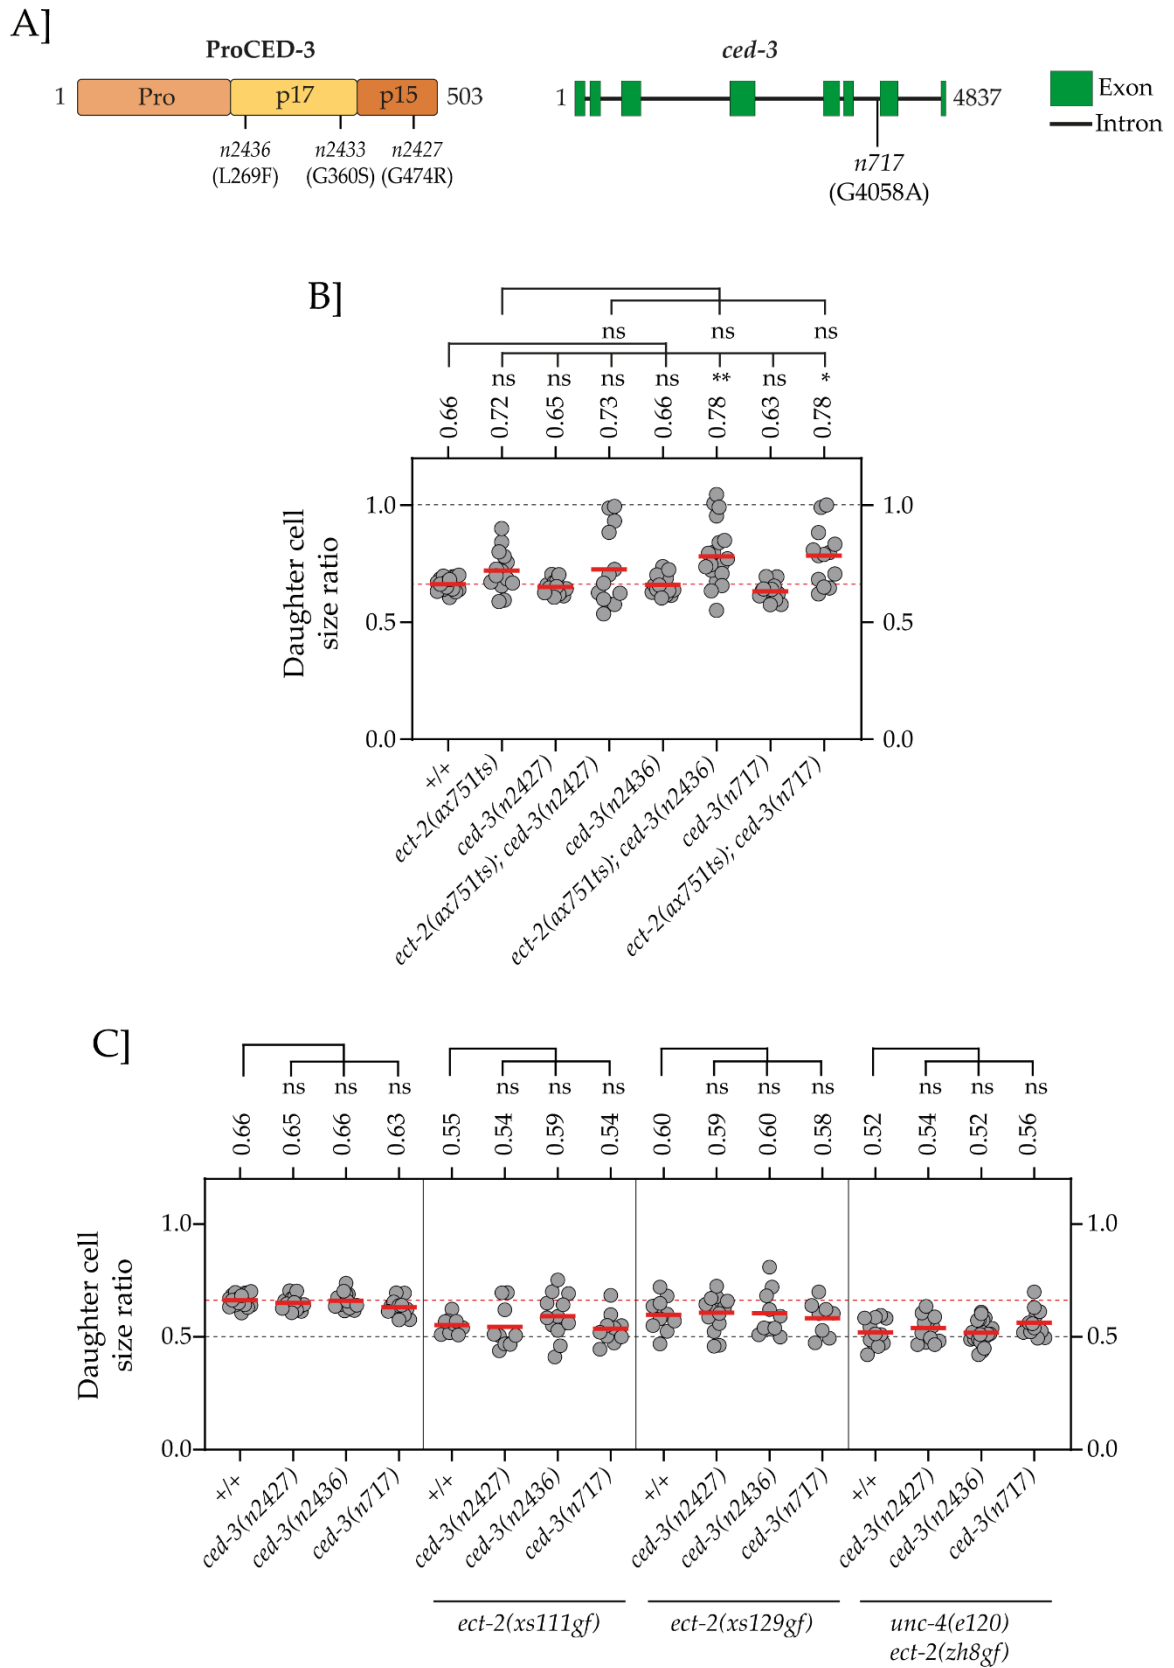 A]
ProCED-3
ced-3
1 Pro p17 p15 503
1 4837
Exon
Intron
n2436
(L269F)
n2433
(G360S)
n2427
(G474R)
n717
(G4058A)
B]
ns ns ns
ns ns ns ns ** ns *
0.66 0.72 0.65 0.73 0.66 0.78 0.63 0.78
Daughter cell
size ratio
1.0 1.0
0.5 0.5
0.0 0.0
+/+
ect-2(ax751ts)
ced-3(n2427)
ect-2(ax751ts); ced-3(n2427)
ced-3(n2436)
ect-2(ax751ts); ced-3(n2436)
ced-3(n717)
ect-2(ax751ts); ced-3(n717)
C]
ns ns ns ns ns ns ns ns ns ns ns ns
0.66 0.65 0.66 0.63 0.55 0.54 0.59 0.54 0.60 0.59 0.60 0.58 0.52 0.54 0.52 0.56
Daughter cell
size ratio
1.0 1.0
0.5 0.5
0.0 0.0
+/+
ced-3(n2427)
ced-3(n2436)
ced-3(n717)
+/+
ced-3(n2427)
ced-3(n2436)
ced-3(n717)
+/+
ced-3(n2427)
ced-3(n2436)
ced-3(n717)
+/+
ced-3(n2427)
ced-3(n2436)
ced-3(n717)
ect-2(xs111gf)
ect-2(xs129gf)
unc-4(e120)
ect-2(zh8gf)